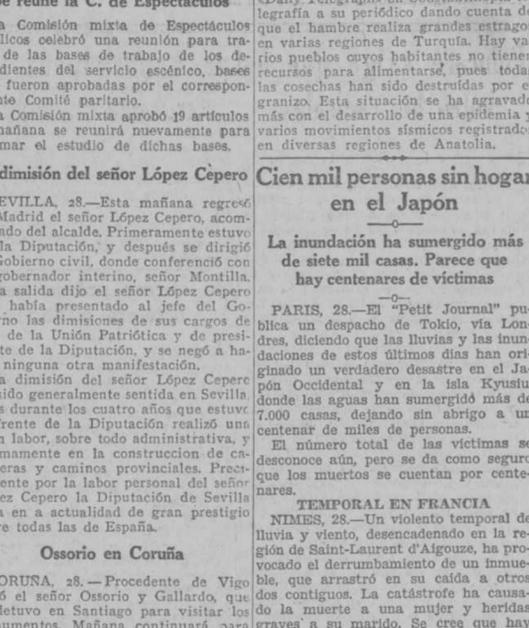 se reúne la C. de Espectáculos
a Comisión mixta de Espectáculos
licos celebró una reunión para tra-
de las bases de trabajo de los de-
dientes del servicio escénico, bases
fueron aprobadas por el correspon-
te Comité paritario.
a Comisión mixta aprobó 19 artículos
mañana se reunirá nuevamente para
mar el estudio de dichas bases.
dimisión del señor López Cepero
EVILLA, 28.—Esta mañana regresó
Madrid el señor López Cepero, acom-
do del alcalde. Primeramente estuvo
la Diputación, y después se dirigió
Gobierno civil, donde conferenció con
gobernador interino, señor Montilla.
a salida dijo el señor López Cepero
había presentado al jefe del Go-
rno las dimisiones de sus cargos de
de la Unión Patriótica y de presi-
te de la Diputación, y se negó a ha-
ninguna otra manifestación.
a dimisión del señor López Cepero
ido generalmente sentida en Sevilla,
s durante los cuatro años que estuvo
frente de la Diputación realizó una
n labor, sobre todo administrativa, y
mamente en la construcción de ca-
eras y caminos provinciales. Preci-
ente por la labor personal del señor
ez Cepero la Diputación de Sevilla
a en a actualidad de gran prestigio
re todas las de España.
Ossorio en Coruña
ORUÑA, 28.—Procedente de Vigo
ó el señor Ossorio y Gallardo, que
detuvo en Santiago para visitar los
umentos. Mañana continuará para
legrafía a su periódico dando cuenta de
que el hambre realiza grandes estragos
en varias regiones de Turquía. Hay va-
rios pueblos cuyos habitantes no tienen
recursos para alimentarse, pues todas
las cosechas han sido destruídas por el
granizo. Esta situación se ha agravado
más con el desarrollo de una epidemia y
varios movimientos sísmicos registrados
en diversas regiones de Anatolia.
Cien mil personas sin hogar
en el Japón
La inundación ha sumergido más
de siete mil casas. Parece que
hay centenares de víctimas
PARIS, 28.—El "Petit Journal" pu-
blica un despacho de Tokio, vía Lon-
dres, diciendo que las lluvias y las inun-
daciones de estos últimos días han ori-
ginado un verdadero desastre en el Ja-
pón Occidental y en la isla Kyusiu,
donde las aguas han sumergido más de
7.000 casas, dejando sin abrigo a un
centenar de miles de personas.
El número total de las víctimas se
desconoce aún, pero se da como seguro
que los muertos se cuentan por cente-
nares.
TEMPORAL EN FRANCIA
NIMES, 28.—Un violento temporal de
lluvia y viento, desencadenado en la re-
gión de Saint-Laurent d'Aigouze, ha pro-
vocado el derrumbamiento de un inmue-
ble, que arrastró en su caída a otros
dos contiguos. La catástrofe ha causa-
do la muerte a una mujer y heridas
graves a su marido. Se cree que has